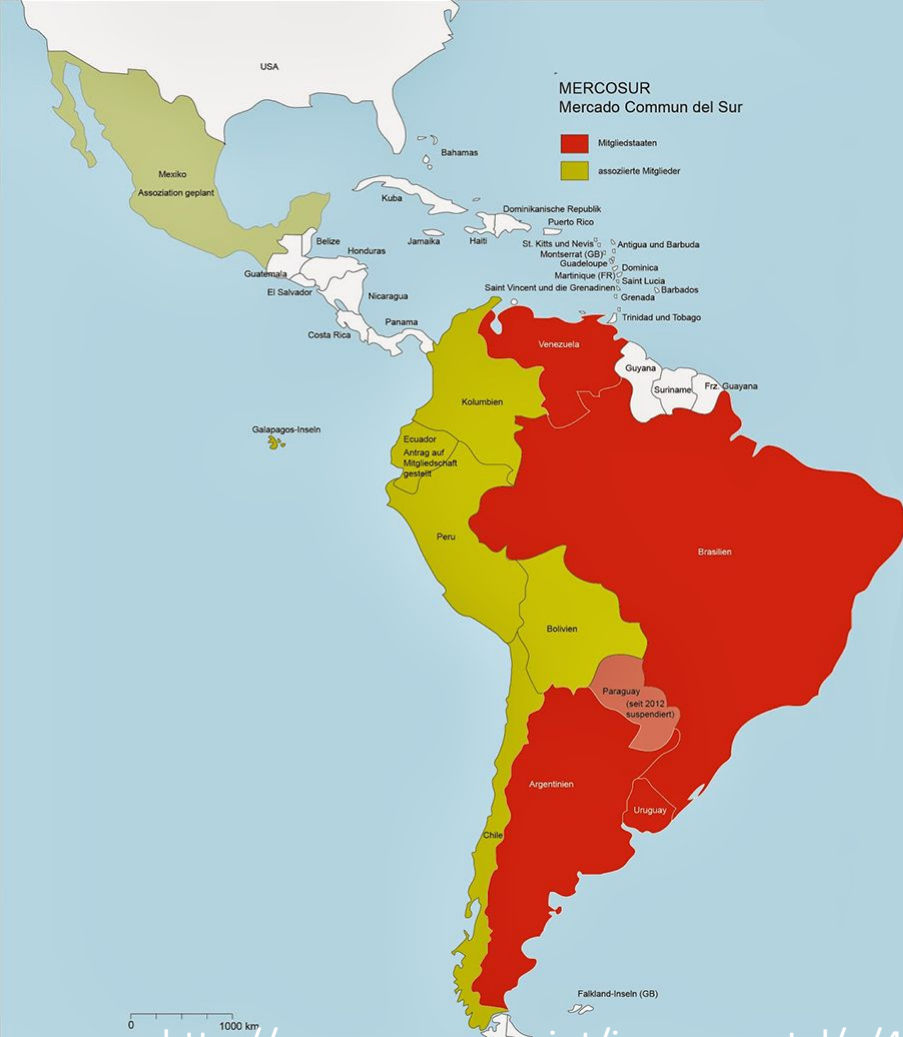 USA
MERCOSUR
Mercado Commun del Sur
Mitgliedstaaten
assoziierte Mitglieder
Bahamas
Mexiko
Assoziation geplant
Kuba
Dominikanische Republik
Puerto Rico
Jamaika
Haiti
Belize
Honduras
St. Kitts und Nevis
Antigua und Barbuda
Montserrat (GB)
Guadeloupe
Dominica
Guatemala
Martinique (FR)
Saint Lucia
El Salvador
Nicaragua
Saint Vincent und die Grenadinen
Barbados
Grenada
Panama
Trinidad und Tobago
Costa Rica
Venezuela
Guyana
Suriname
Frz. Guayana
Kolumbien
Galapagos-Inseln
Ecuador
Antrag auf
Mitgliedschaft
gestellt
Peru
Brasilien
Bolivien
Paraguay
(seit 2012
suspendiert)
Argentinien
Uruguay
Chile
Falkland-Inseln (GB)
0 1000 km